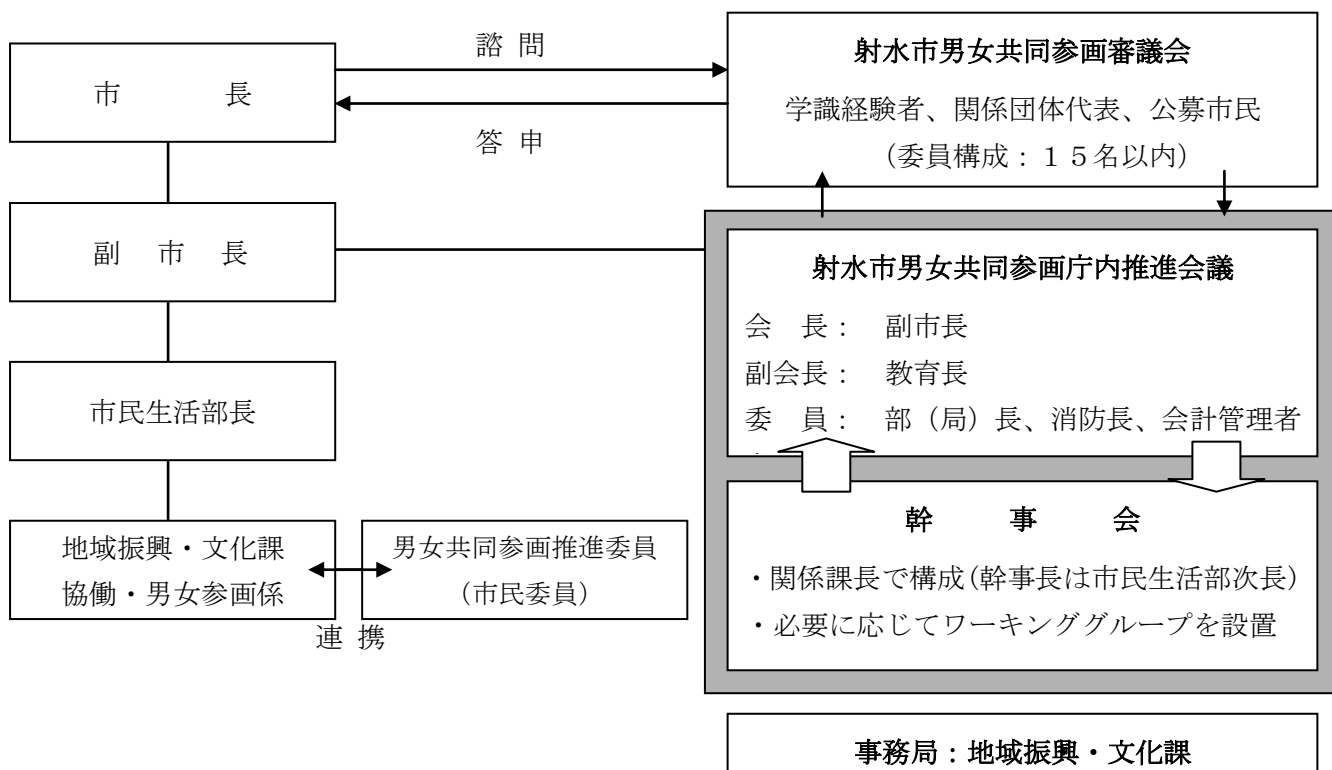 市　　　長
諮 問
答 申
射水市男女共同参画審議会
学識経験者、関係団体代表、公募市民
（委員構成：１５名以内）
副　市　長
射水市男女共同参画庁内推進会議
会　長：　副市長
副会長：　教育長
委　員：　部（局）長、消防長、会計管理者
市民生活部長
地域振興・文化課
協働・男女参画係
連 携
男女共同参画推進委員
（市民委員）
幹　事　会
・関係課長で構成(幹事長は市民生活部次長)
・必要に応じてワーキンググループを設置
事務局：地域振興・文化課